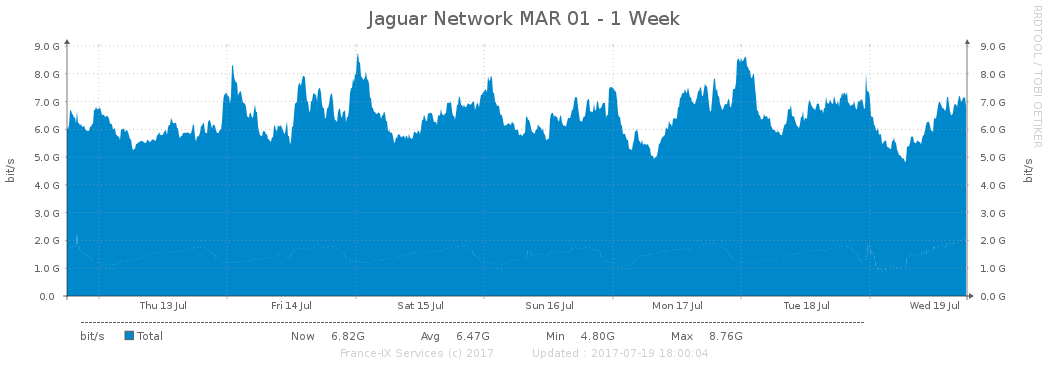 Jaguar Network MAR 01 - 1 Week
RRDTOOL / TOBI OETIKER
9.0 G 9.0 G
8.0 G 8.0 G
7.0 G 7.0 G
6.0 G 6.0 G
5.0 G 5.0 G
4.0 G 4.0 G
3.0 G 3.0 G
2.0 G 2.0 G
1.0 G 1.0 G
0.0 0.0 G
bit/s bit/s
Thu 13 Jul Fri 14 Jul Sat 15 Jul Sun 16 Jul Mon 17 Jul Tue 18 Jul Wed 19 Jul
bit/s Total Now 6.82G Avg 6.47G Min 4.80G Max 8.76G
France-IX Services (c) 2017 Updated : 2017-07-19 18:00:04